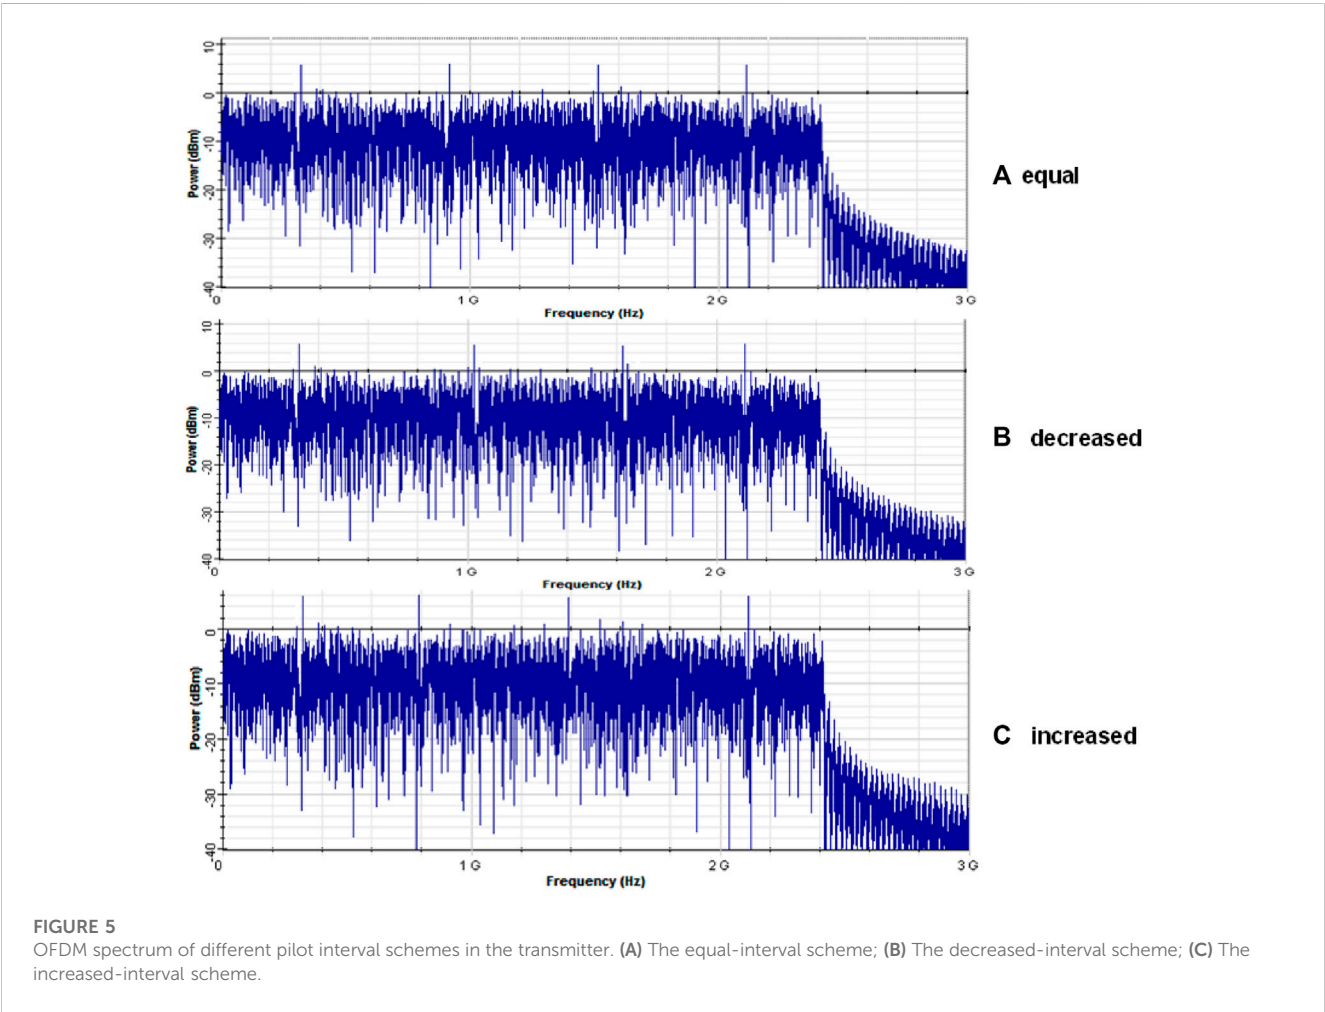 10
0
-10
-20
-30
-40
Power (dBm)
0
1 G
2 G
3 G
Frequency (Hz)
A equal
10
0
-10
-20
-30
-40
Power (dBm)
0
1 G
2 G
3 G
Frequency (Hz)
B decreased
0
-10
-20
-30
-40
Power (dBm)
0
1 G
2 G
3 G
Frequency (Hz)
C increased
FIGURE 5
OFDM spectrum of different pilot interval schemes in the transmitter. (A) The equal-interval scheme; (B) The decreased-interval scheme; (C) The
increased-interval scheme.